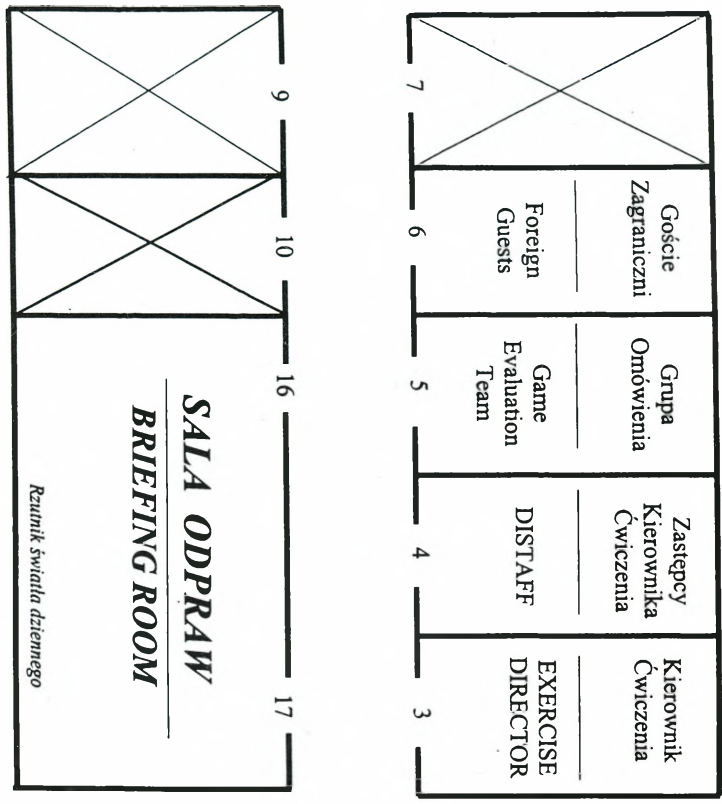 Goście
Zagraniczni
Foreign
Guests
Grupa
Omówienia
Game
Evaluation
Team
Zastępcy
Kierownika
Ćwiczenia
DISTAFF
Kierownik
Ćwiczenia
EXERCISE
DIRECTOR
7
6
5
4
3
9
10
16
17
SALA ODPRAW
BRIEFING ROOM
Rzutnik światła dziennego